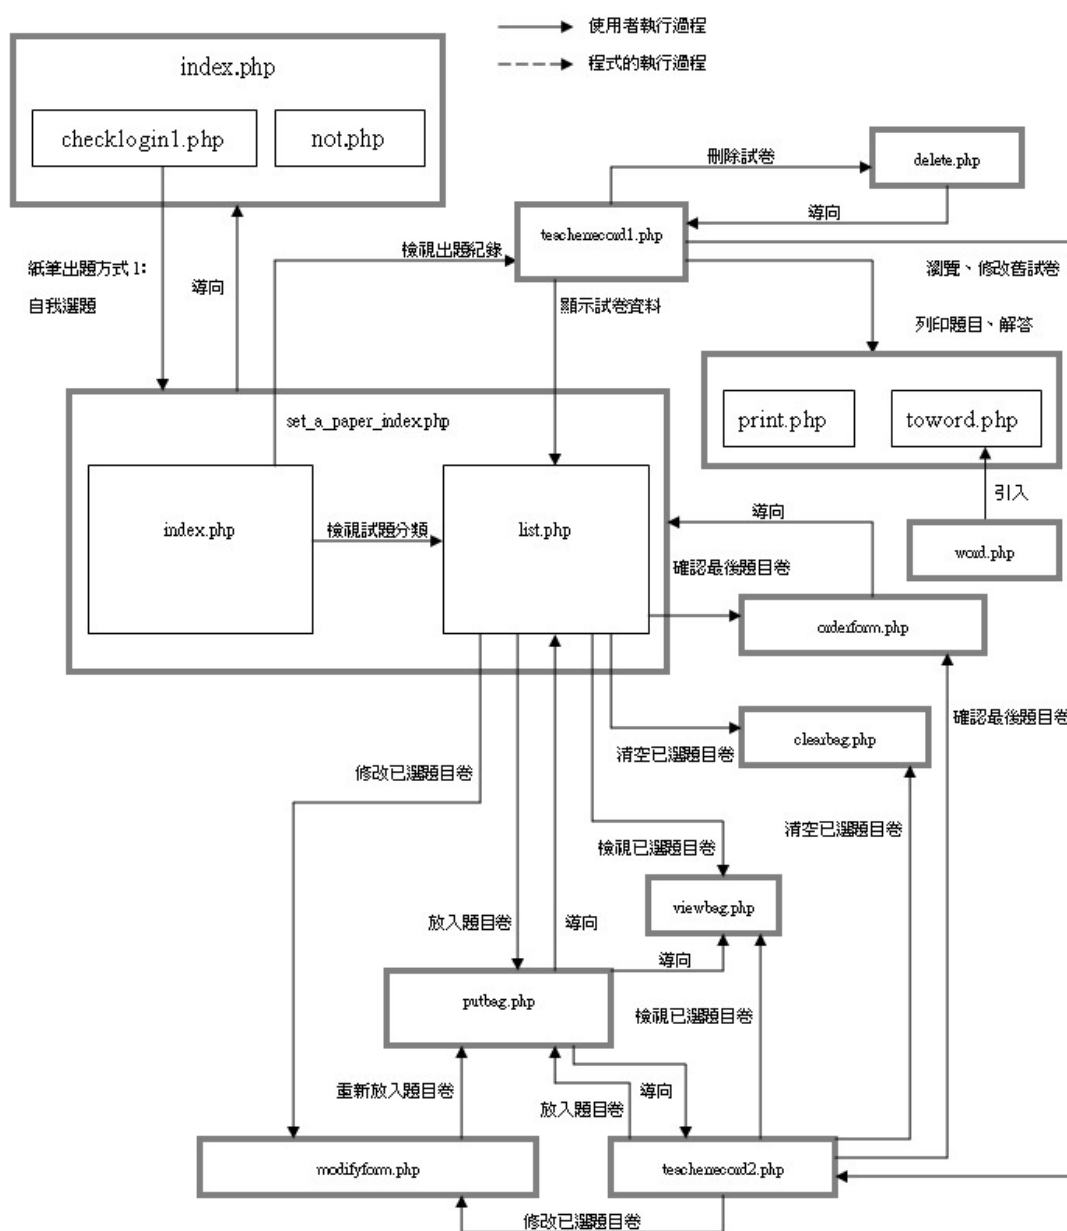 使用者執行過程
程式的執行過程
index.php
checklogin1.php
not.php
刪除試卷
delete.php
導向
teacherrecord1.php
檢視出題紀錄
瀏覽、修改舊試卷
紙筆出題方式 1:
自我選題
導向
顯示試卷資料
列印題目、解答
print.php
toword.php
set_a_paper_index.php
引入
導向
index.php
檢視試題分類
list.php
word.php
確認最後題目卷
orderform.php
確認最後題目卷
clearbag.php
清空已選題目卷
修改已選題目卷
清空已選題目卷
檢視已選題目卷
viewbag.php
放入題目卷
導向
導向
putbag.php
檢視已選題目卷
重新放入題目卷
導向
放入題目卷
modifyform.php
teacherrecord2.php
修改已選題目卷